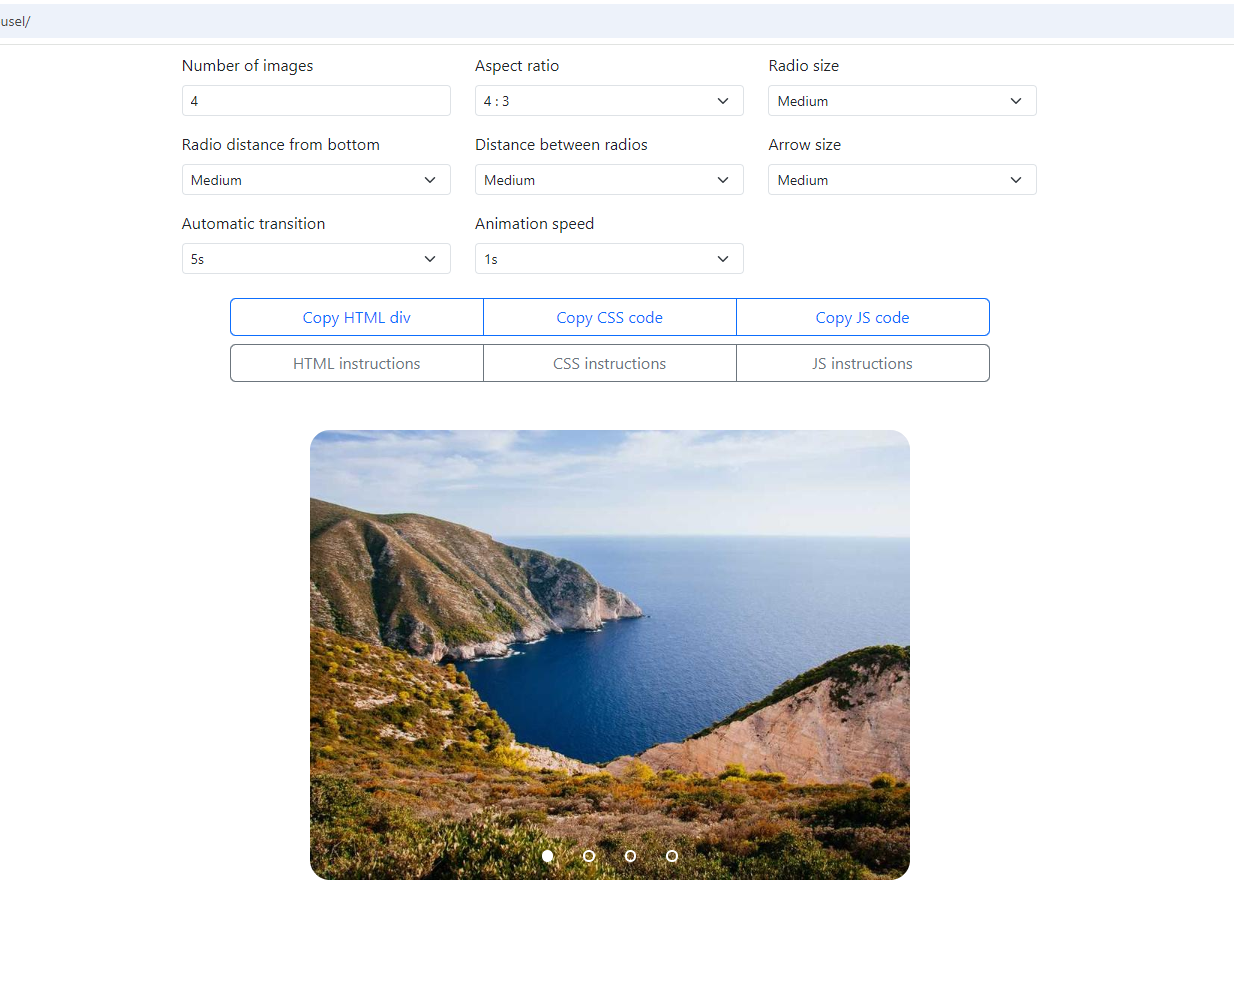 usel/
Number of images
Aspect ratio
Radio size
4
4 : 3
Medium
Radio distance from bottom
Distance between radios
Arrow size
Medium
Medium
Medium
Automatic transition
Animation speed
5s
1s
Copy HTML div
Copy CSS code
Copy JS code
HTML instructions
CSS instructions
JS instructions